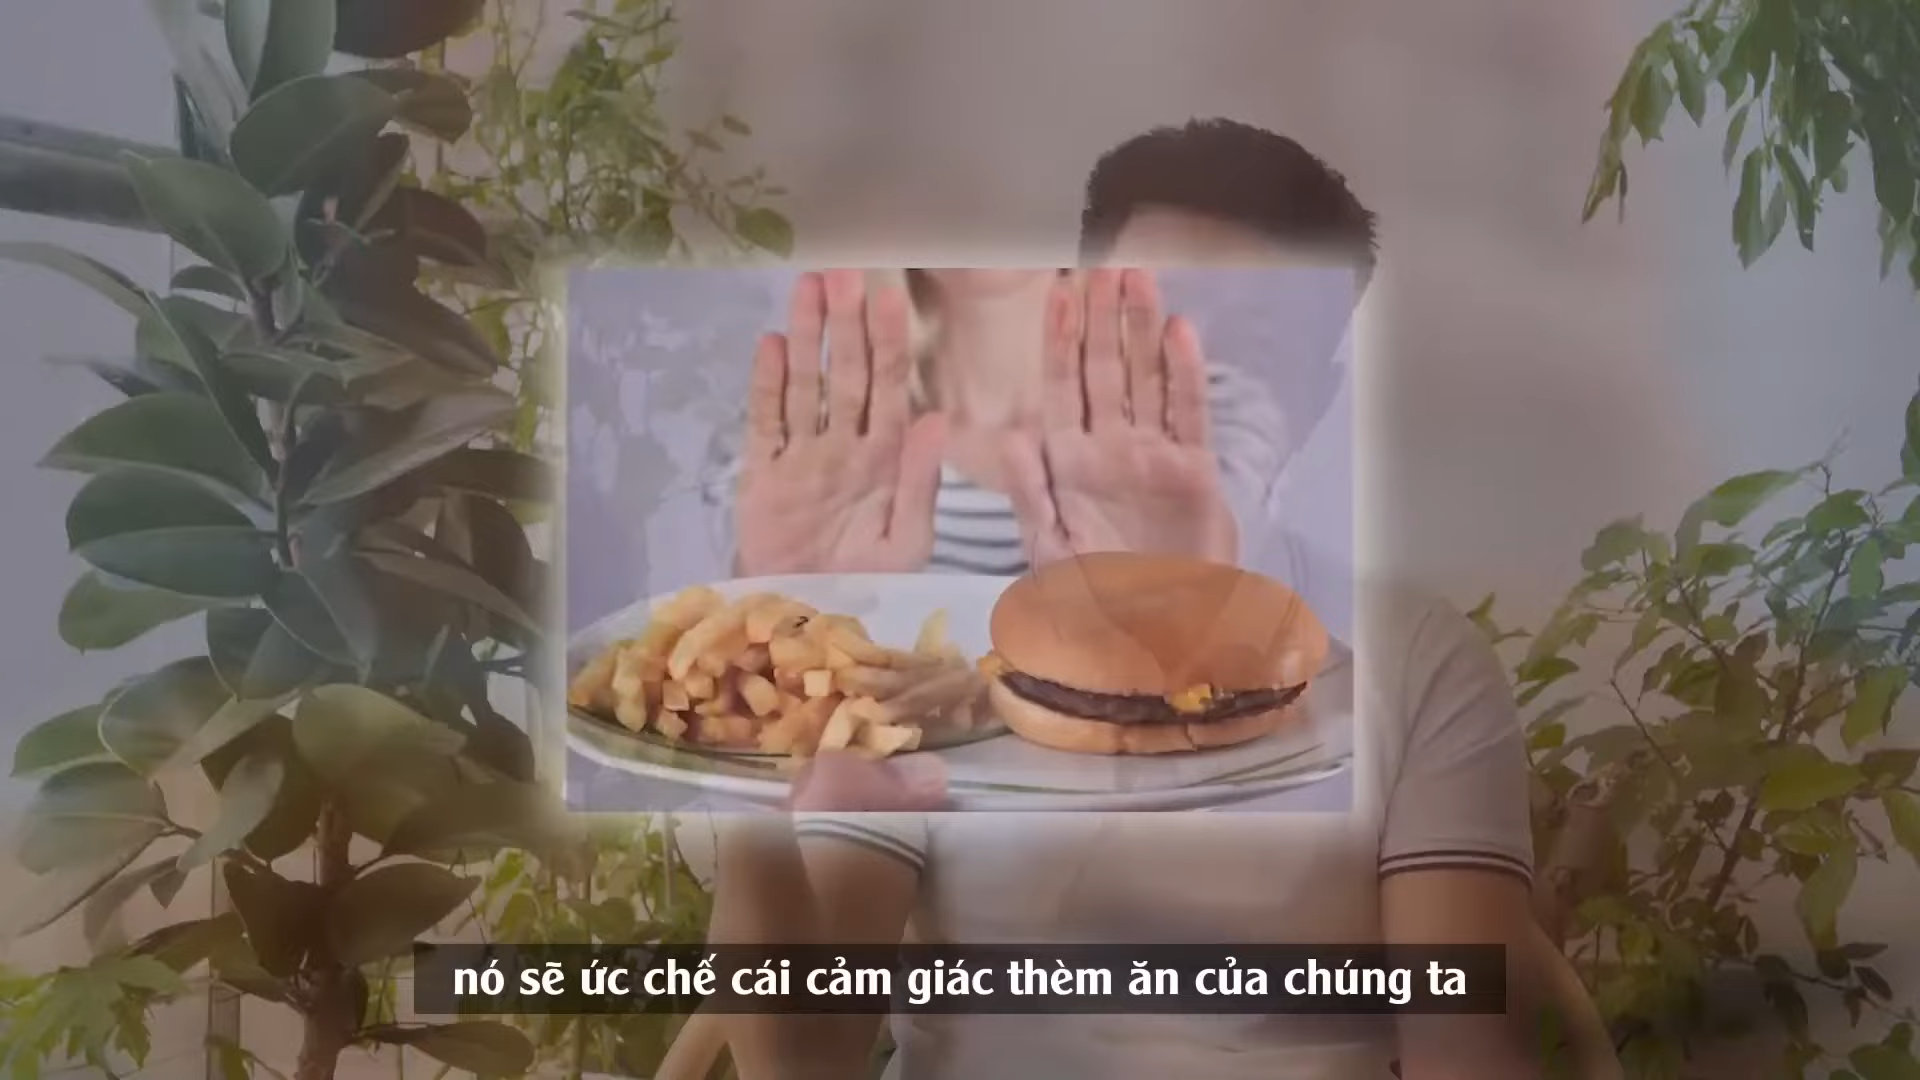 nó sẽ ức chế cái cảm giác thèm ăn của chúng ta